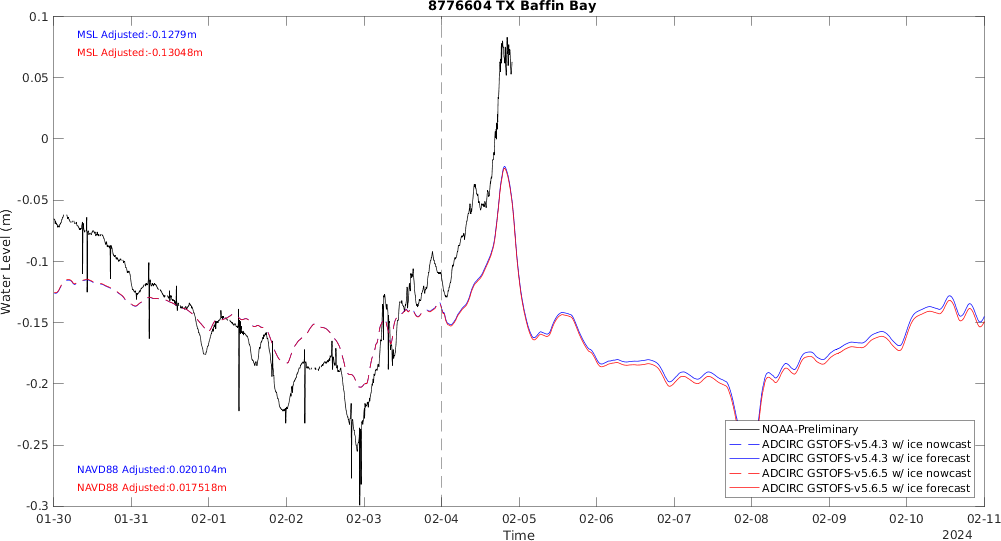 8776604 TX Baffin Bay
MSL Adjusted:-0.1279m
MSL Adjusted:-0.13048m
0.1
0.05
0
-0.05
-0.1
-0.15
-0.2
-0.25
-0.3
Water Level (m)
NAVD88 Adjusted:0.020104m
NAVD88 Adjusted:0.017518m
NOAA-Preliminary
ADCIRC GSTOFS-v5.4.3 w/ ice nowcast
ADCIRC GSTOFS-v5.4.3 w/ ice forecast
ADCIRC GSTOFS-v5.6.5 w/ ice nowcast
ADCIRC GSTOFS-v5.6.5 w/ ice forecast
01-30 01-31 02-01 02-02 02-03 02-04 02-05 02-06 02-07 02-08 02-09 02-10 02-11
Time
2024